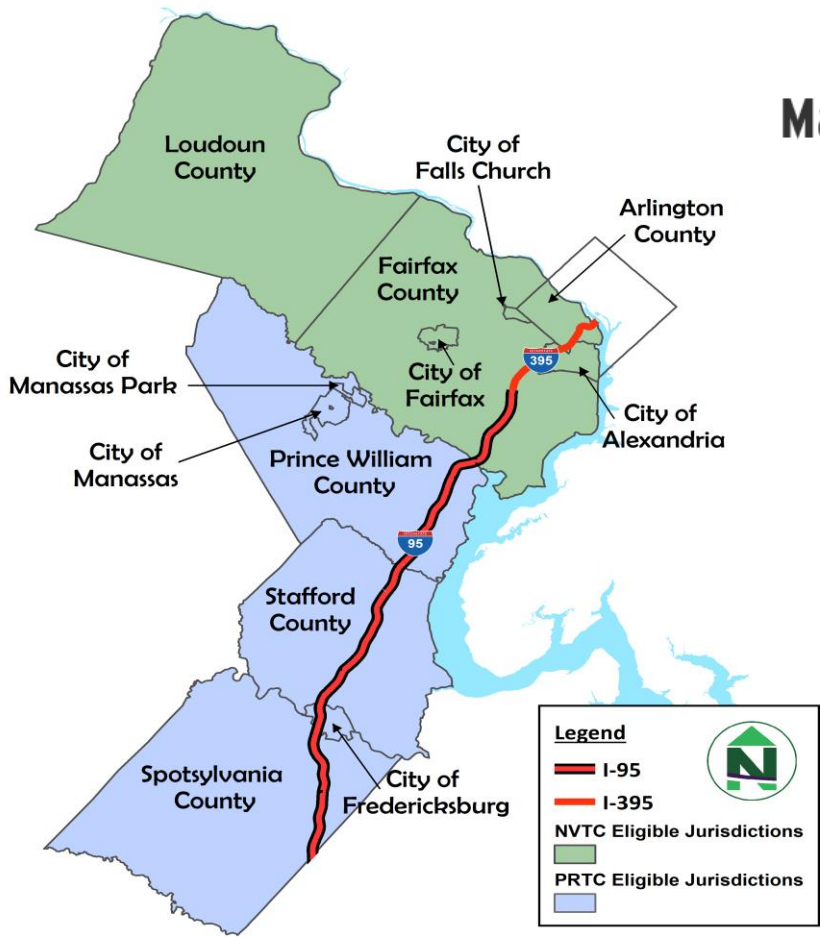 Ma
Loudoun
County
City of
Falls Church
Arlington
County
Fairfax
County
395
City of
Fairfax
City of
Alexandria
City of
Manassas Park
City of
Manassas
Prince William
County
95
Stafford
County
Spotsylvania
County
City of
Fredericksburg
Legend
I-95
I-395
NVTC Eligible Jurisdictions
PRTC Eligible Jurisdictions
N